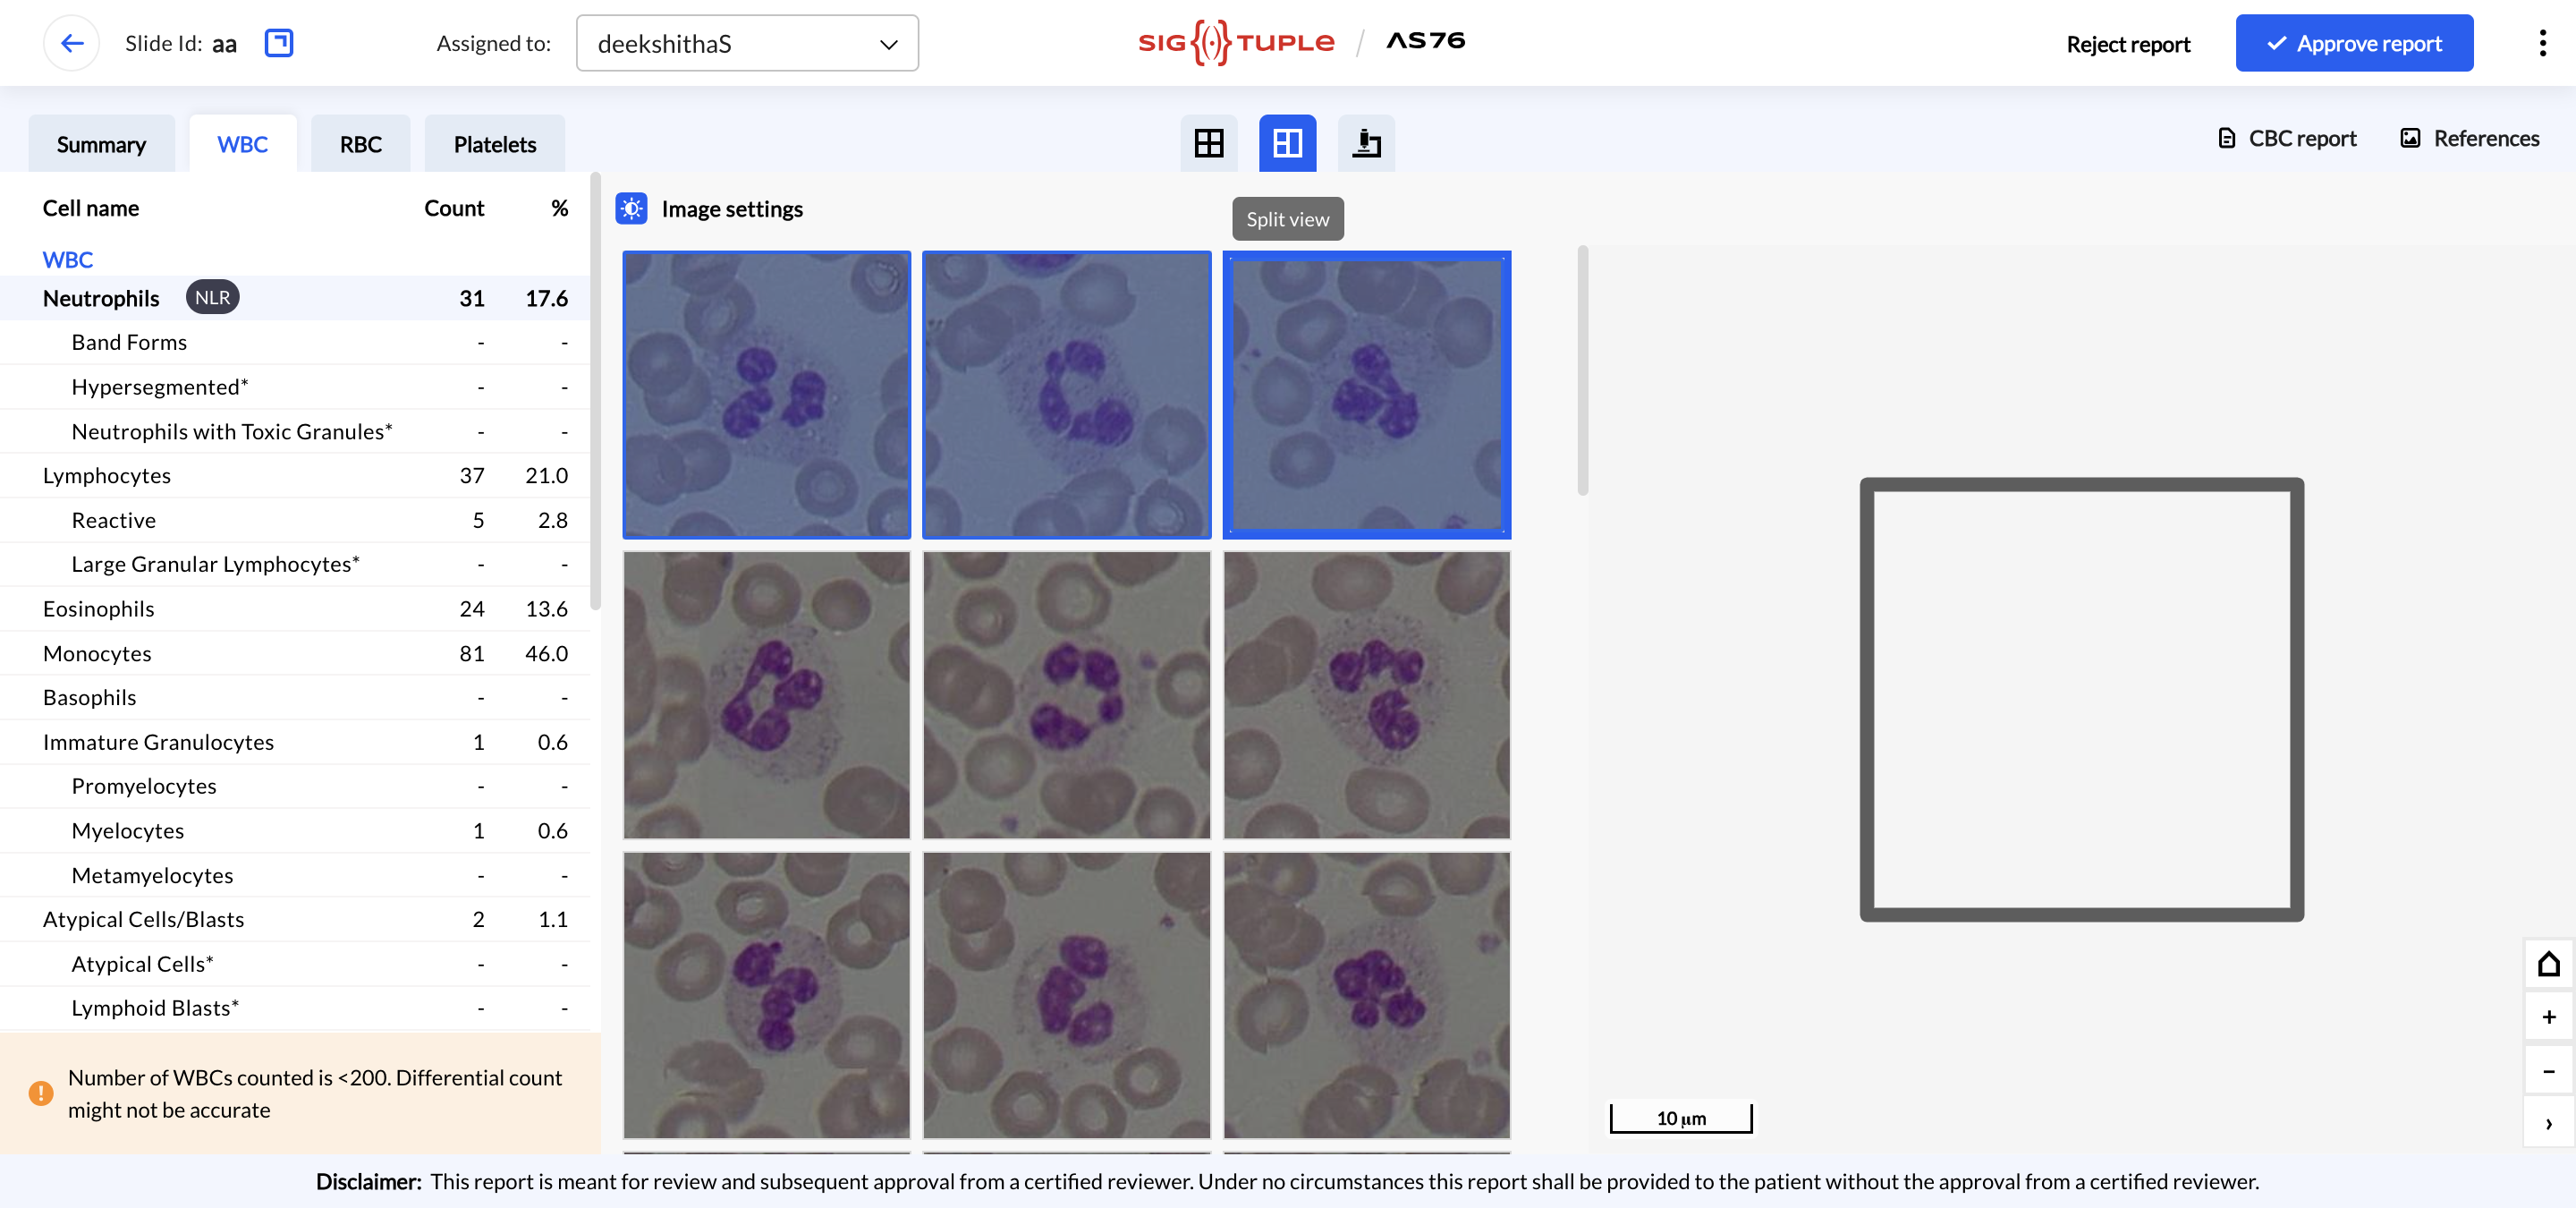 Slide Id: aa
Assigned to: deekshithaS
SIG{(·)}TUPLE / AS76
Reject report
Approve report
Summary
WBC
RBC
Platelets
CBC report
References
Cell name Count %
WBC
Neutrophils NLR 31 17.6
Band Forms - -
Hypersegmented* - -
Neutrophils with Toxic Granules* - -
Lymphocytes 37 21.0
Reactive 5 2.8
Large Granular Lymphocytes* - -
Eosinophils 24 13.6
Monocytes 81 46.0
Basophils - -
Immature Granulocytes 1 0.6
Promyelocytes - -
Myelocytes 1 0.6
Metamyelocytes - -
Atypical Cells/Blasts 2 1.1
Atypical Cells* - -
Lymphoid Blasts* - -
Number of WBCs counted is <200. Differential count
might not be accurate
Image settings
Split view
10 μm
Disclaimer: This report is meant for review and subsequent approval from a certified reviewer. Under no circumstances this report shall be provided to the patient without the approval from a certified reviewer.